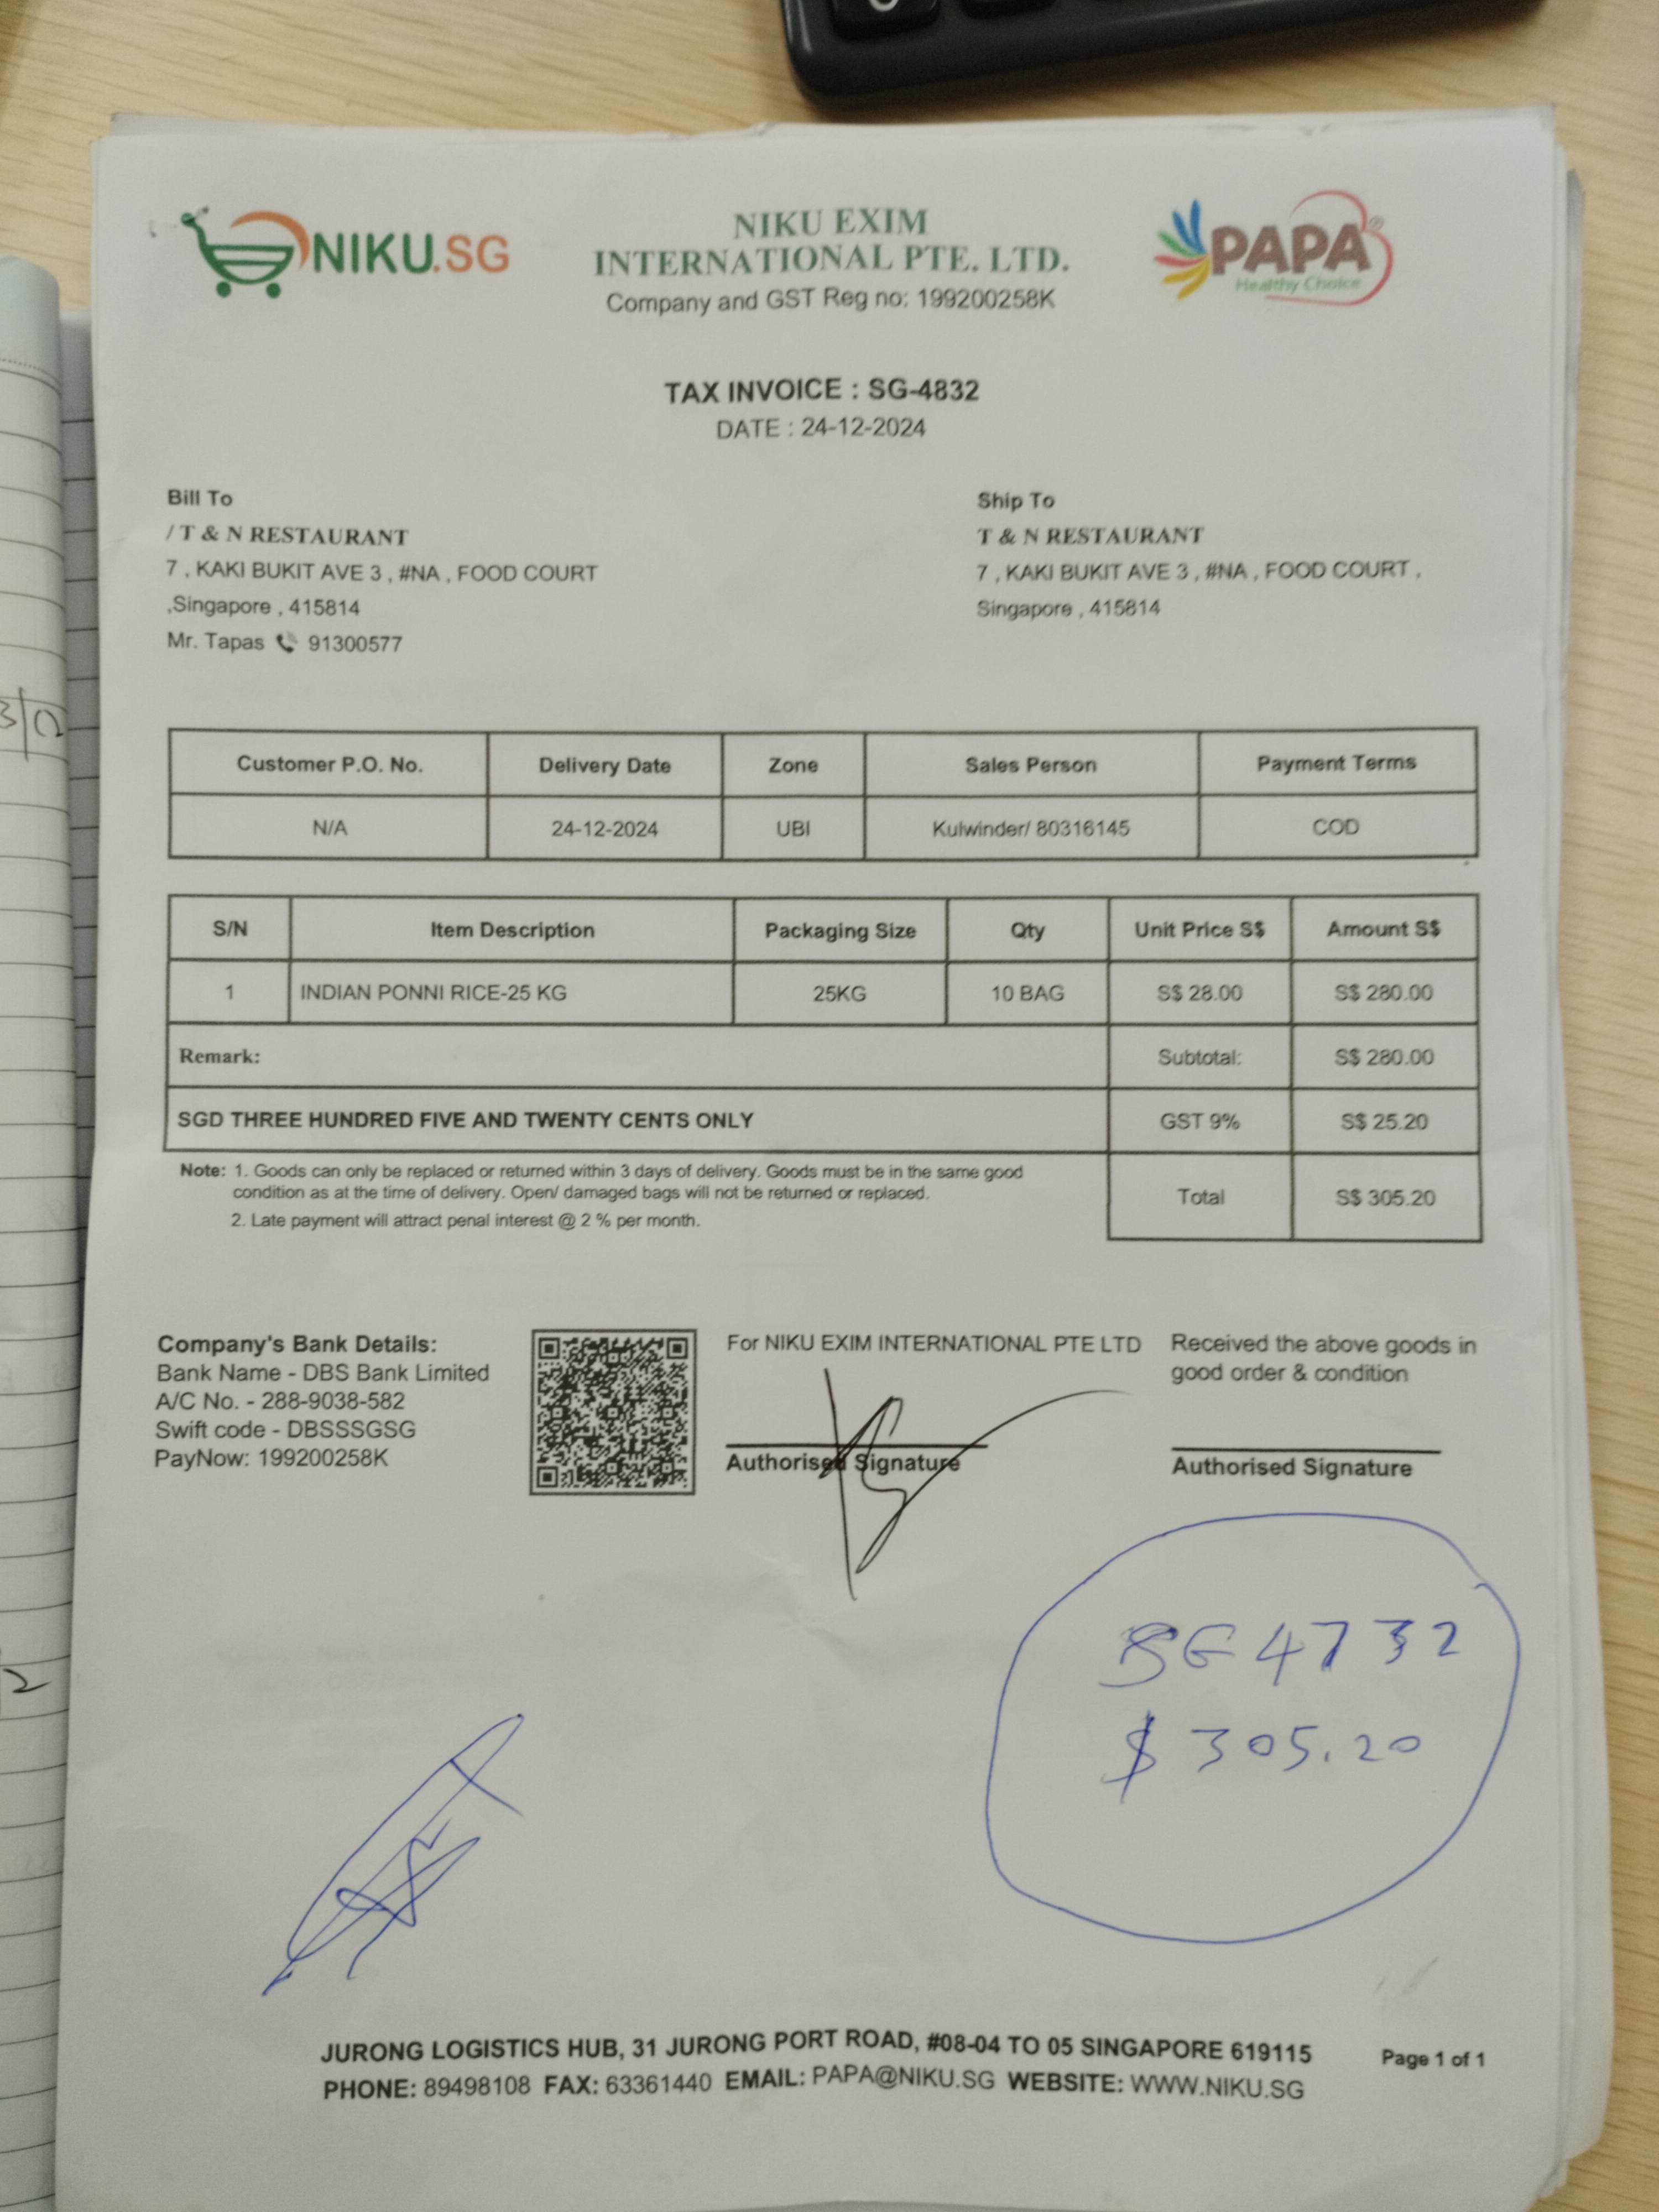 NIKU.SG
NIKU EXIM
INTERNATIONAL PTE. LTD.
Company and GST Reg no: 199200258K
PAPA®
Healthy Choice
TAX INVOICE : SG-4832
DATE : 24-12-2024
Bill To
/ T & N RESTAURANT
7 , KAKI BUKIT AVE 3 , #NA , FOOD COURT
,Singapore , 415814
Mr. Tapas 91300577
Ship To
T & N RESTAURANT
7 , KAKI BUKIT AVE 3 , #NA , FOOD COURT ,
Singapore , 415814
Customer P.O. No. Delivery Date Zone Sales Person Payment Terms
N/A 24-12-2024 UBI Kulwinder/ 80316145 COD
S/N Item Description Packaging Size Qty Unit Price S$ Amount S$
1 INDIAN PONNI RICE-25 KG 25KG 10 BAG S$ 28.00 S$ 280.00
Remark: Subtotal: S$ 280.00
SGD THREE HUNDRED FIVE AND TWENTY CENTS ONLY GST 9% S$ 25.20
Note: 1. Goods can only be replaced or returned within 3 days of delivery. Goods must be in the same good
condition as at the time of delivery. Open/ damaged bags will not be returned or replaced.
2. Late payment will attract penal interest @ 2 % per month.
Total S$ 305.20
Company's Bank Details:
Bank Name - DBS Bank Limited
A/C No. - 288-9038-582
Swift code - DBSSSGSG
PayNow: 199200258K
For NIKU EXIM INTERNATIONAL PTE LTD
Authorised Signature
Received the above goods in
good order & condition
Authorised Signature
SG 4732
$ 305.20
JURONG LOGISTICS HUB, 31 JURONG PORT ROAD, #08-04 TO 05 SINGAPORE 619115
PHONE: 89498108 FAX: 63361440 EMAIL: PAPA@NIKU.SG WEBSITE: WWW.NIKU.SG
Page 1 of 1